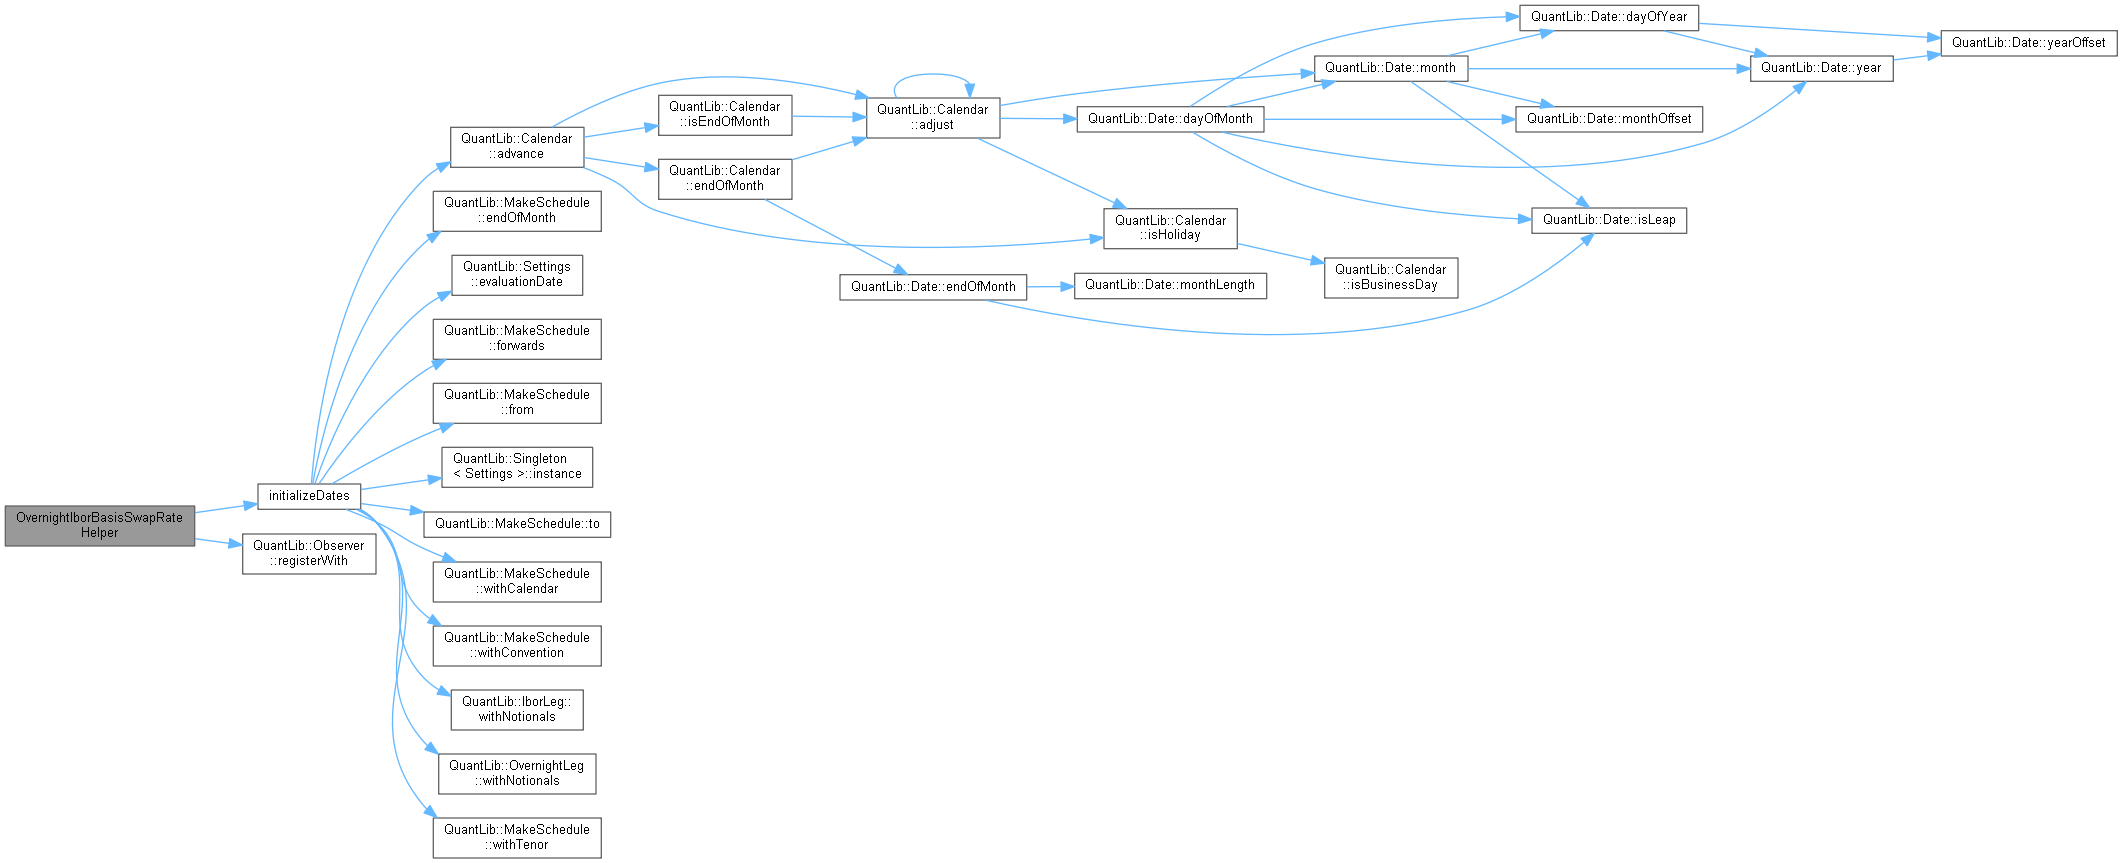 OvernightIborBasisSwapRate
Helper
initializeDates
QuantLib::Observer
::registerWith
QuantLib::Calendar
::advance
QuantLib::MakeSchedule
::endOfMonth
QuantLib::Settings
::evaluationDate
QuantLib::MakeSchedule
::forwards
QuantLib::MakeSchedule
::from
QuantLib::Singleton
< Settings >::instance
QuantLib::MakeSchedule::to
QuantLib::MakeSchedule
::withCalendar
QuantLib::MakeSchedule
::withConvention
QuantLib::IborLeg::
withNotionals
QuantLib::OvernightLeg
::withNotionals
QuantLib::MakeSchedule
::withTenor
QuantLib::Calendar
::isEndOfMonth
QuantLib::Calendar
::endOfMonth
QuantLib::Calendar
::adjust
QuantLib::Date::endOfMonth
QuantLib::Date::dayOfMonth
QuantLib::Calendar
::isHoliday
QuantLib::Date::monthLength
QuantLib::Date::month
QuantLib::Calendar
::isBusinessDay
QuantLib::Date::dayOfYear
QuantLib::Date::monthOffset
QuantLib::Date::isLeap
QuantLib::Date::year
QuantLib::Date::yearOffset